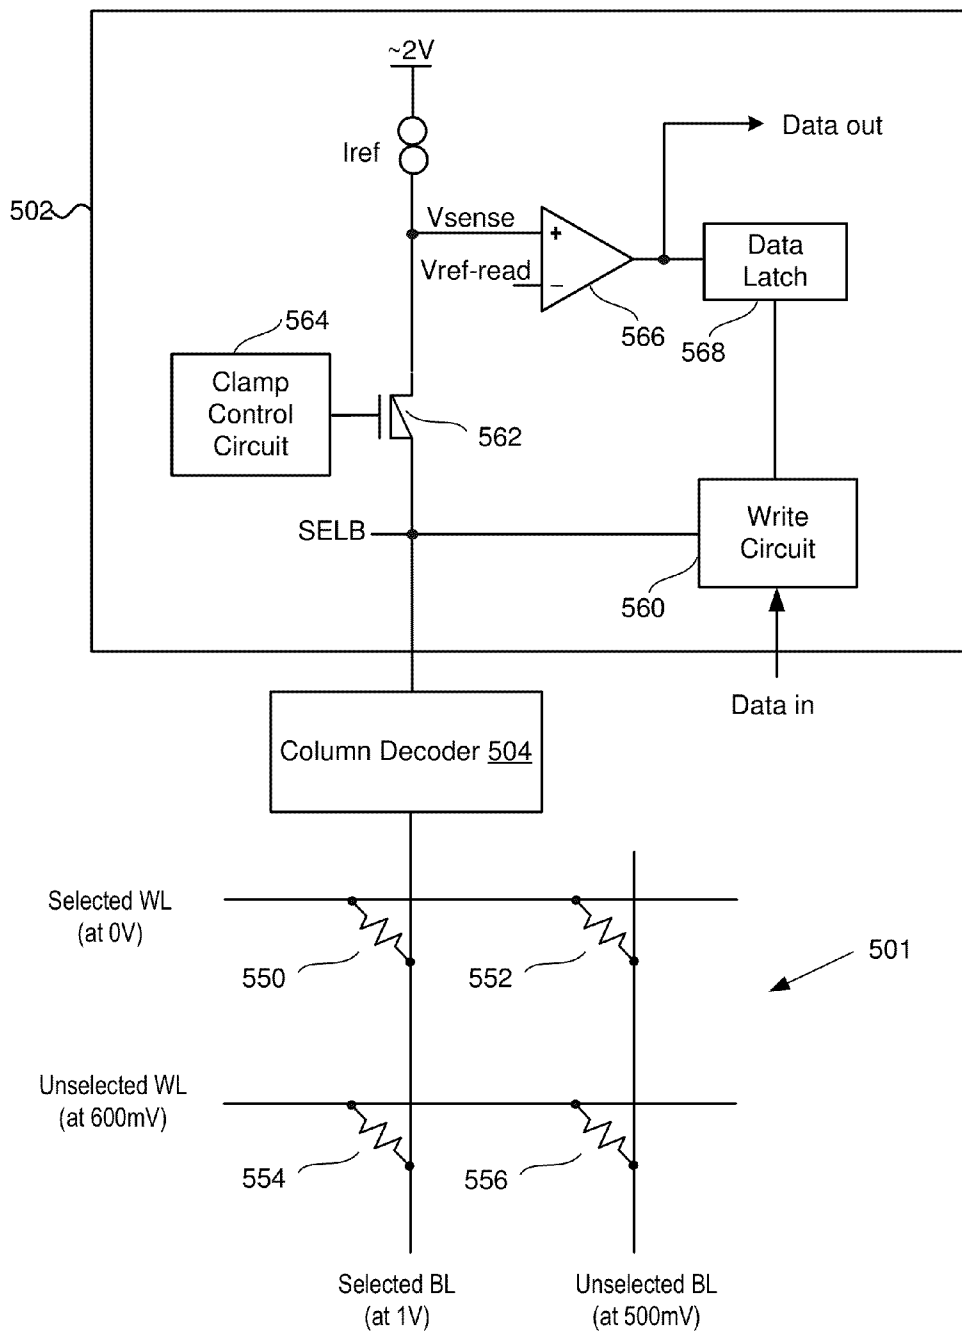 ~2V
Iref
Data out
502
Vsense
+
Vref-read
−
Data
Latch
564
566
568
Clamp
Control
Circuit
562
SELB
Write
Circuit
560
Data in
Column Decoder 504
Selected WL
(at 0V)
550
552
501
Unselected WL
(at 600mV)
554
556
Selected BL
(at 1V)
Unselected BL
(at 500mV)